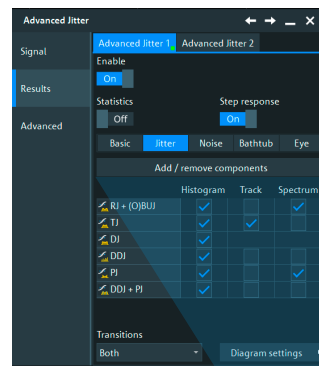 Advanced Jitter
Signal
Results
Advanced
Advanced Jitter 1 Advanced Jitter 2
Enable
On
Statistics Step response
Off On
Basic Jitter Noise Bathtub Eye
Add / remove components
Histogram Track Spectrum
RJ + (O)BUJ
TJ
DJ
DDJ
PJ
DDJ + PJ
Transitions
Both Diagram settings